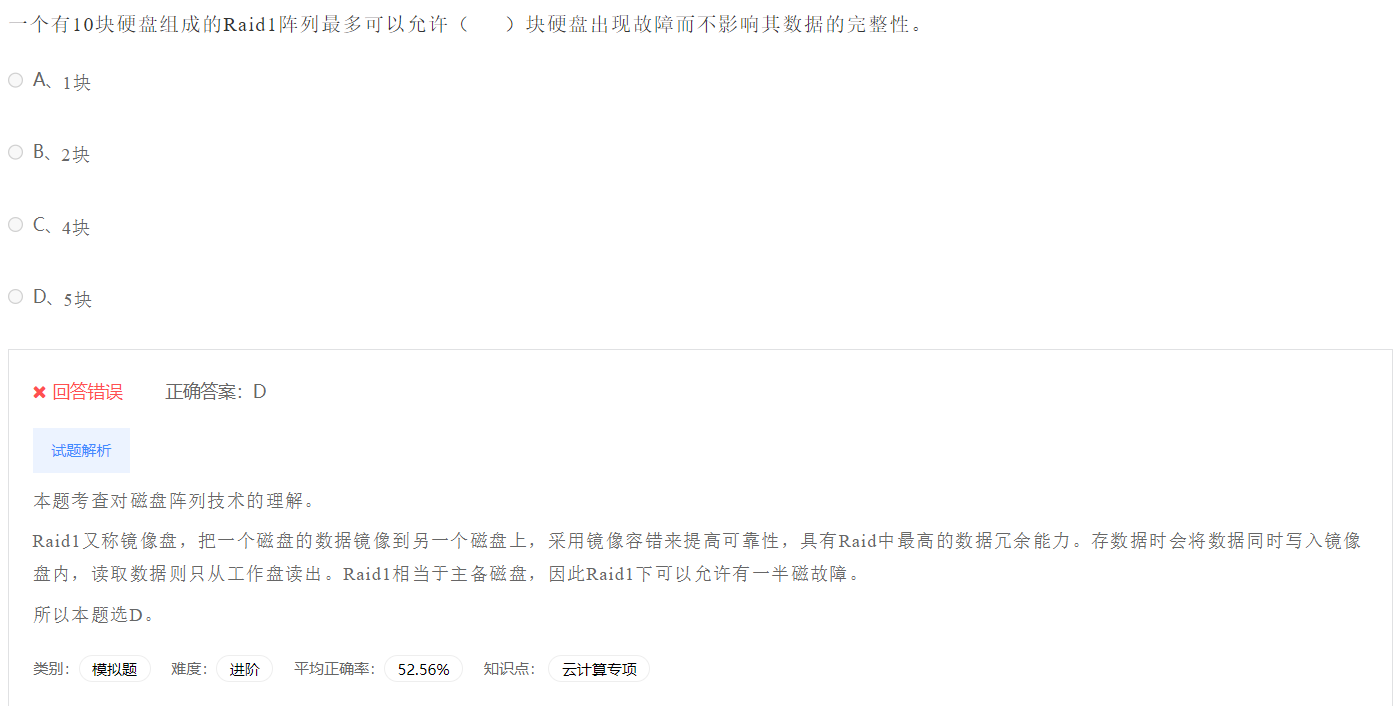 一个有10块硬盘组成的Raid1阵列最多可以允许（　　）块硬盘出现故障而不影响其数据的完整性。
A、1块
B、2块
C、4块
D、5块
回答错误 正确答案：D
试题解析
本题考查对磁盘阵列技术的理解。
Raid1又称镜像盘，把一个磁盘的数据镜像到另一个磁盘上，采用镜像容错来提高可靠性，具有Raid中最高的数据冗余能力。存数据时会将数据同时写入镜像
盘内，读取数据则只从工作盘读出。Raid1相当于主备磁盘，因此Raid1下可以允许有一半磁故障。
所以本题选D。
类别： 模拟题 难度： 进阶 平均正确率： 52.56% 知识点： 云计算专项